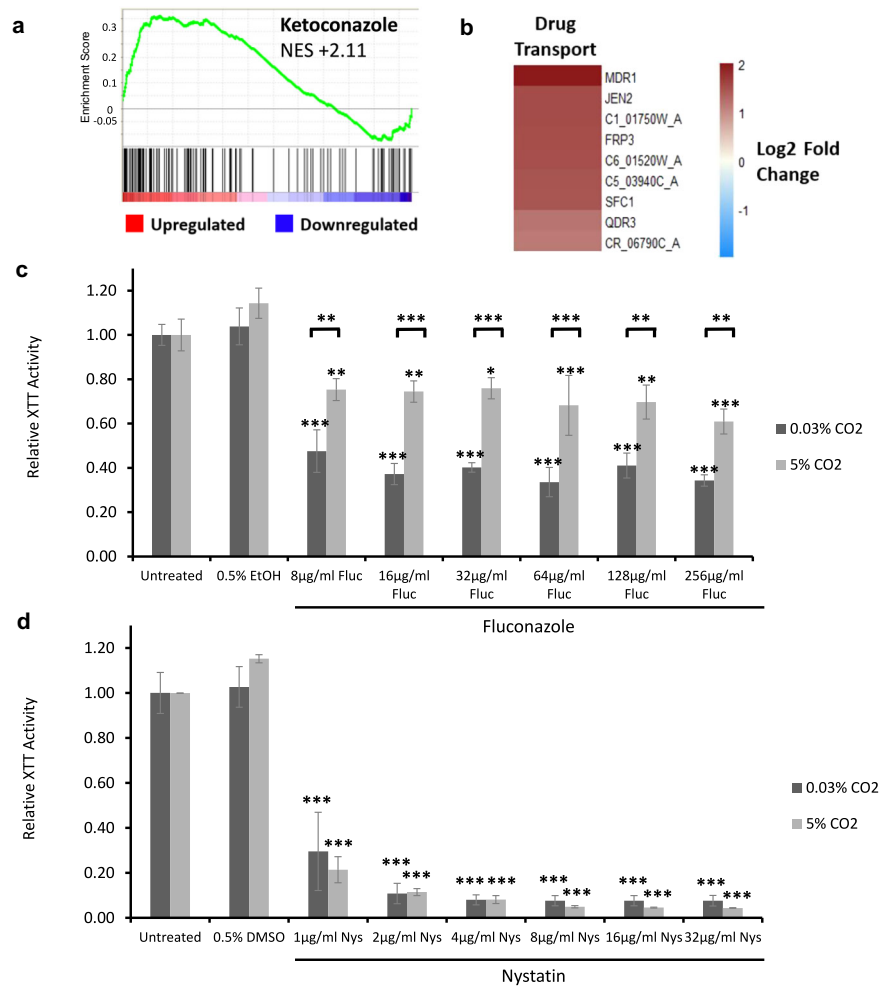 a
Ketoconazole
NES +2.11
Enrichment Score
0.3
0.2
0.1
0
-0.05
Upregulated
Downregulated
b
Drug
Transport
MDR1
JEN2
C1_01750W_A
FRP3
C6_01520W_A
C5_03940C_A
SFC1
QDR3
CR_06790C_A
2
1
0
-1
Log2 Fold
Change
c
Relative XTT Activity
1.20
1.00
0.80
0.60
0.40
0.20
0.00
** *** *** *** ** **
*** ** *** ** *** * *** *** *** ** *** ***
Untreated
0.5% EtOH
8µg/ml Fluc
16µg/ml
Fluc
32µg/ml
Fluc
64µg/ml
Fluc
128µg/ml
Fluc
256µg/ml
Fluc
Fluconazole
0.03% CO2
5% CO2
d
Relative XTT Activity
1.20
1.00
0.80
0.60
0.40
0.20
0.00
*** *** *** *** *** *** *** *** *** *** *** ***
Untreated
0.5% DMSO
1µg/ml Nys
2µg/ml Nys
4µg/ml Nys
8µg/ml Nys
16µg/ml Nys
32µg/ml Nys
Nystatin
0.03% CO2
5% CO2